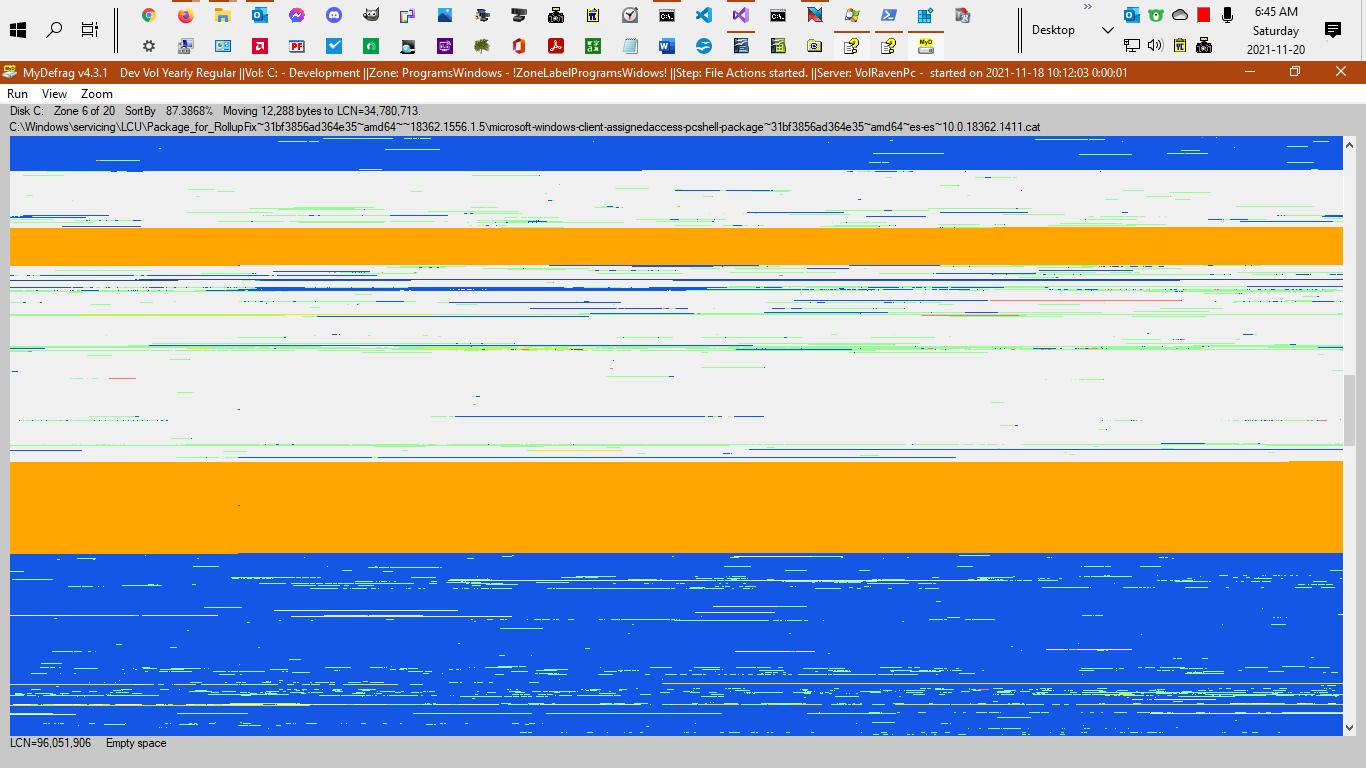 6:45 AM
Desktop
Saturday
2021-11-20
MyDefrag v4.3.1 Dev Vol Yearly Regular ||Vol: C: - Development ||Zone: ProgramsWindows - !ZoneLabelProgramsWindows! ||Step: File Actions started. ||Server: VolRavenPc - started on 2021-11-18 10:12:03 0:00:01
Run View Zoom
Disk C: Zone 6 of 20 SortBy 87.3868% Moving 12,288 bytes to LCN=34,780,713.
C:\Windows\servicing\LCU\Package_for_RollupFix~31bf3856ad364e35~amd64~~18362.1556.1.5\microsoft-windows-client-assignedaccess-pcshell-package~31bf3856ad364e35~amd64~es-es~10.0.18362.1411.cat
LCN=96,051,906 Empty space